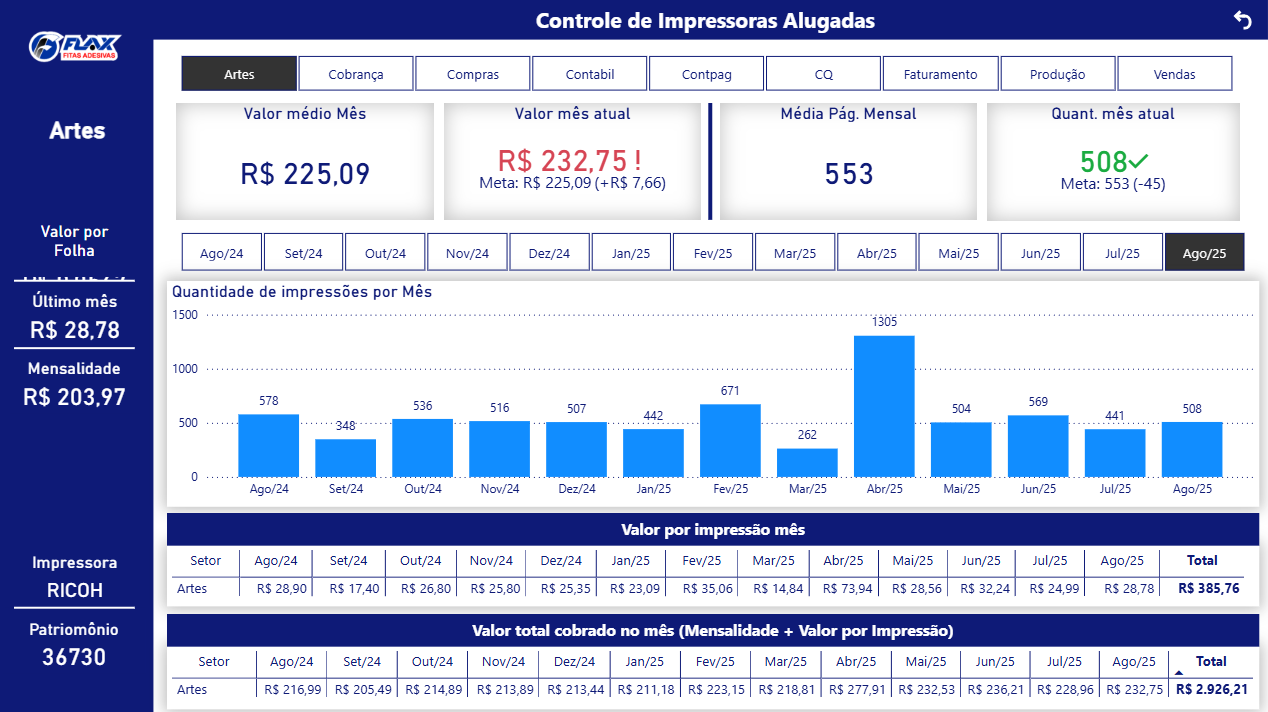 Controle de Impressoras Alugadas
FLAX
FITAS ADESIVAS
Artes Cobrança Compras Contabil Contpag CQ Faturamento Produção Vendas
Artes
Valor médio Mês
R$ 225,09
Valor mês atual
R$ 232,75 !
Meta: R$ 225,09 (+R$ 7,66)
Média Pág. Mensal
553
Quant. mês atual
508
Meta: 553 (-45)
Valor por
Folha
Último mês
R$ 28,78
Mensalidade
R$ 203,97
Impressora
RICOH
Patriomônio
36730
Ago/24 Set/24 Out/24 Nov/24 Dez/24 Jan/25 Fev/25 Mar/25 Abr/25 Mai/25 Jun/25 Jul/25 Ago/25
Quantidade de impressões por Mês
1500
1000
500
0
578 348 536 516 507 442 671 262 1305 504 569 441 508
Ago/24 Set/24 Out/24 Nov/24 Dez/24 Jan/25 Fev/25 Mar/25 Abr/25 Mai/25 Jun/25 Jul/25 Ago/25
Valor por impressão mês
Setor Ago/24 Set/24 Out/24 Nov/24 Dez/24 Jan/25 Fev/25 Mar/25 Abr/25 Mai/25 Jun/25 Jul/25 Ago/25 Total
Artes R$ 28,90 R$ 17,40 R$ 26,80 R$ 25,80 R$ 25,35 R$ 23,09 R$ 35,06 R$ 14,84 R$ 73,94 R$ 28,56 R$ 32,24 R$ 24,99 R$ 28,78 R$ 385,76
Valor total cobrado no mês (Mensalidade + Valor por Impressão)
Setor Ago/24 Set/24 Out/24 Nov/24 Dez/24 Jan/25 Fev/25 Mar/25 Abr/25 Mai/25 Jun/25 Jul/25 Ago/25 Total
Artes R$ 216,99 R$ 205,49 R$ 214,89 R$ 213,89 R$ 213,44 R$ 211,18 R$ 223,15 R$ 218,81 R$ 277,91 R$ 232,53 R$ 236,21 R$ 228,96 R$ 232,75 R$ 2.926,21